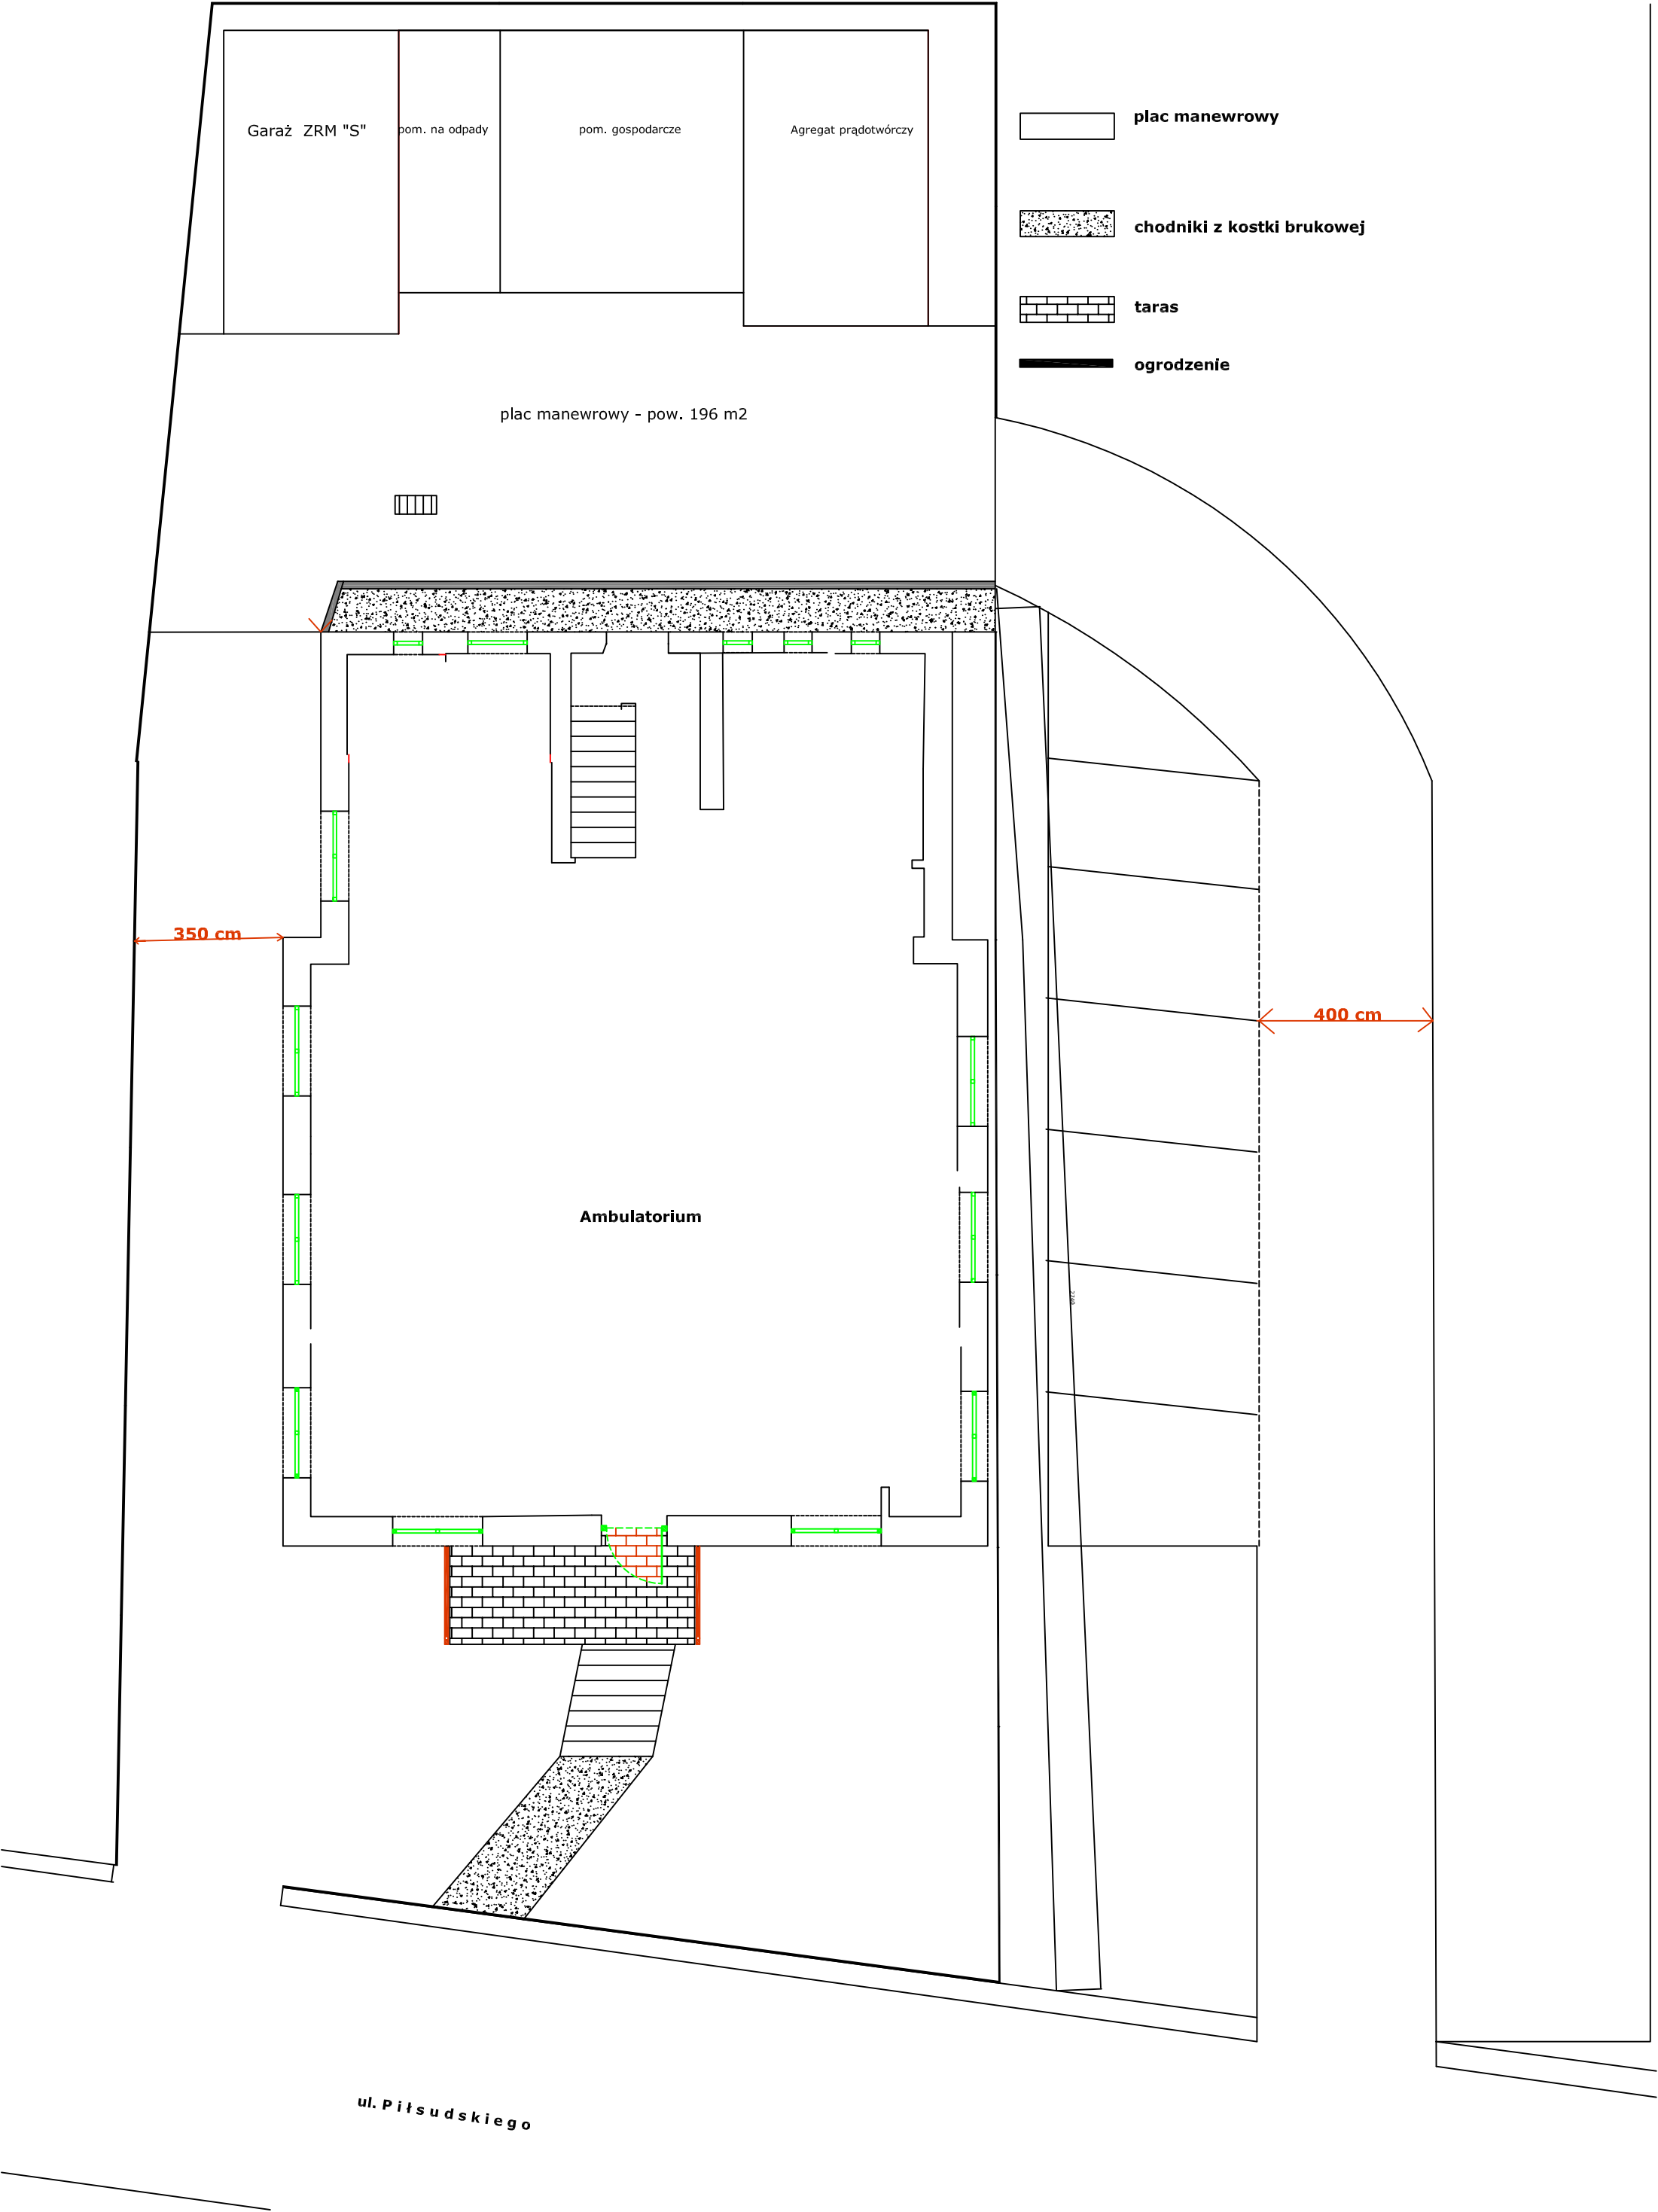 Garaż ZRM "S"
pom. na odpady
pom. gospodarcze
Agregat prądotwórczy
plac manewrowy
chodniki z kostki brukowej
taras
ogrodzenie
plac manewrowy - pow. 196 m2
350 cm
400 cm
Ambulatorium
2740
ul. Piłsudskiego